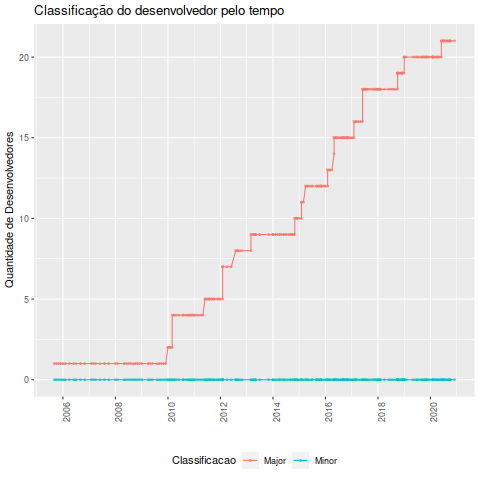 Classificação do desenvolvedor pelo tempo
Quantidade de Desenvolvedores
20
15
10
5
0
2006
2008
2010
2012
2014
2016
2018
2020
Classificacao
Major
Minor